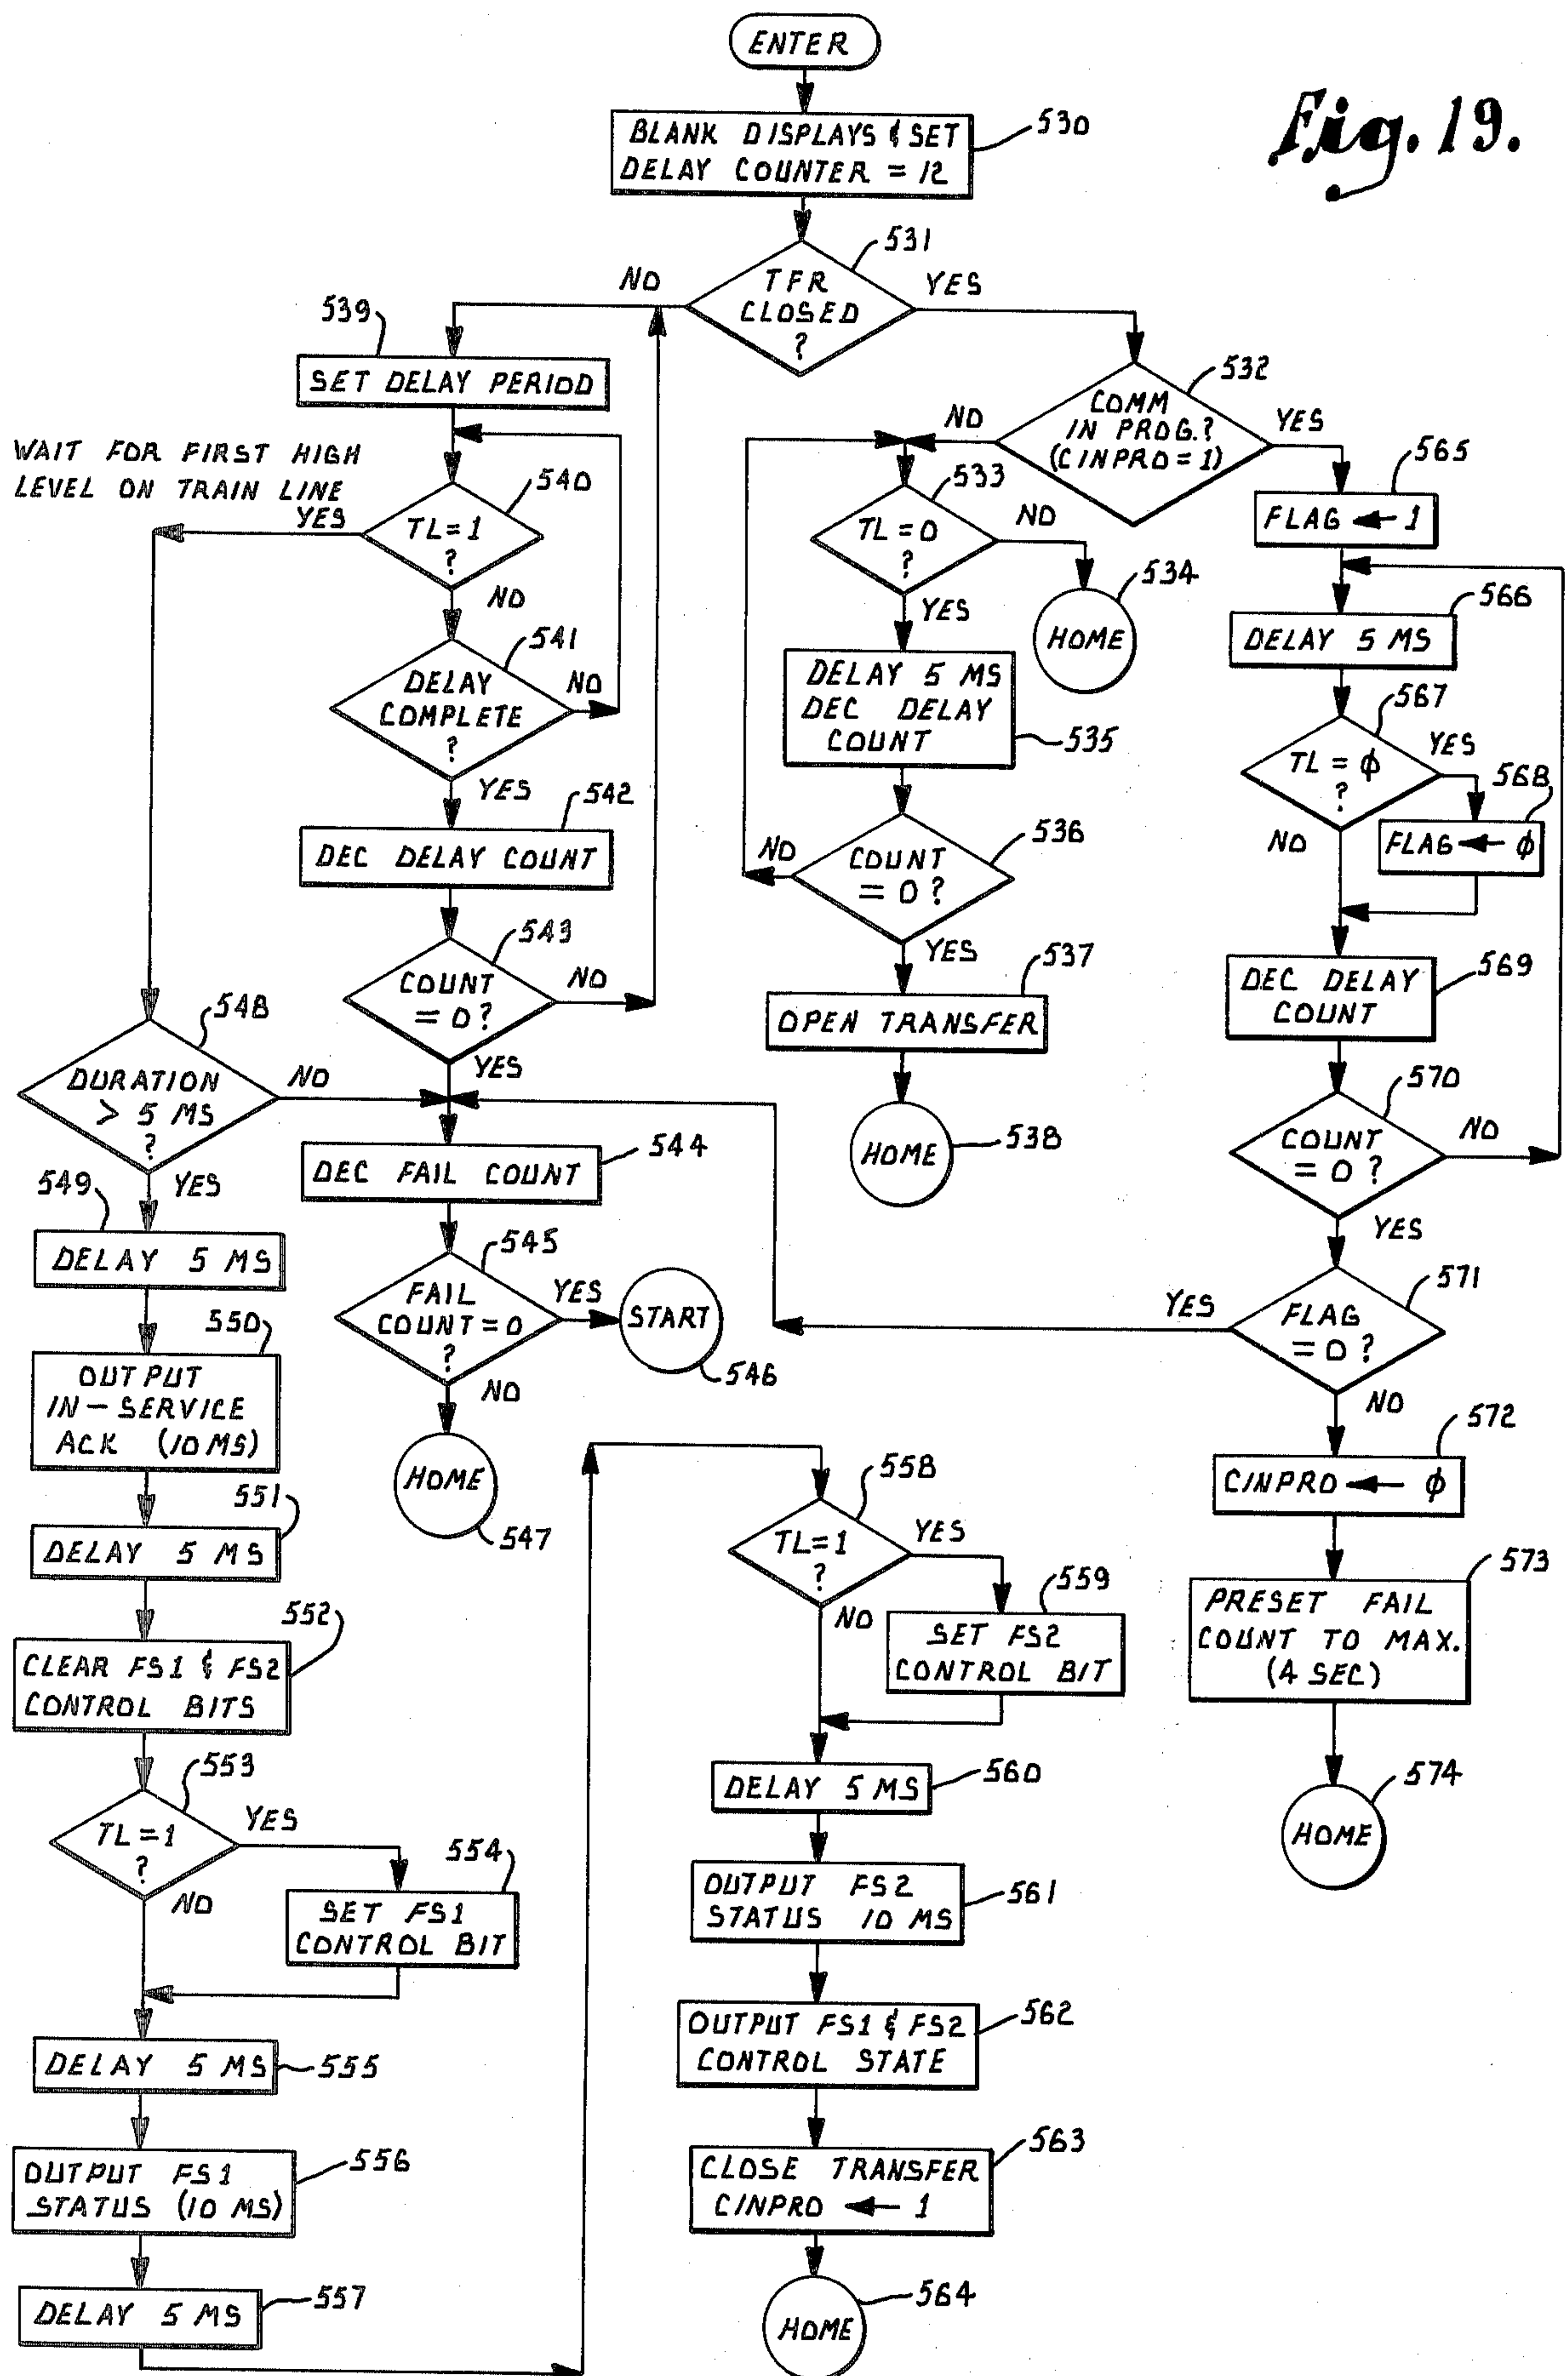 ENTER
Fig. 19.
BLANK DISPLAYS & SET
DELAY COUNTER = 12
530
TFR
CLOSED
?
531
NO
YES
539
SET DELAY PERIOD
WAIT FOR FIRST HIGH
LEVEL ON TRAIN LINE
TL=1
?
540
YES
NO
DELAY
COMPLETE
?
541
NO
YES
DEC DELAY COUNT
542
COUNT
= 0 ?
543
NO
YES
COMM
IN PROG.?
(CINPRO = 1)
532
NO
YES
TL=0
?
533
NO
YES
534
HOME
DELAY 5 MS
DEC DELAY
COUNT
535
COUNT
= 0 ?
536
NO
YES
OPEN TRANSFER
537
HOME
538
565
FLAG ← 1
566
DELAY 5 MS
567
TL = ϕ
?
YES
NO
568
FLAG ← ϕ
DEC DELAY
COUNT
569
COUNT
= 0 ?
570
NO
YES
FLAG
= 0 ?
571
YES
NO
572
CINPRO ← ϕ
573
PRESET FAIL
COUNT TO MAX.
(4 SEC)
574
HOME
548
DURATION
> 5 MS
?
NO
YES
DEC FAIL COUNT
544
FAIL
COUNT=0
?
545
YES
NO
START
546
HOME
547
549
DELAY 5 MS
550
OUTPUT
IN-SERVICE
ACK (10 MS)
551
DELAY 5 MS
552
CLEAR FS1 & FS2
CONTROL BITS
553
TL=1
?
YES
NO
554
SET FS1
CONTROL BIT
DELAY 5 MS
555
OUTPUT FS1
STATUS (10 MS)
556
DELAY 5 MS
557
558
TL=1
?
YES
NO
559
SET FS2
CONTROL BIT
DELAY 5 MS
560
OUTPUT FS2
STATUS 10 MS
561
OUTPUT FS1 & FS2
CONTROL STATE
562
CLOSE TRANSFER
CINPRO ← 1
563
HOME
564